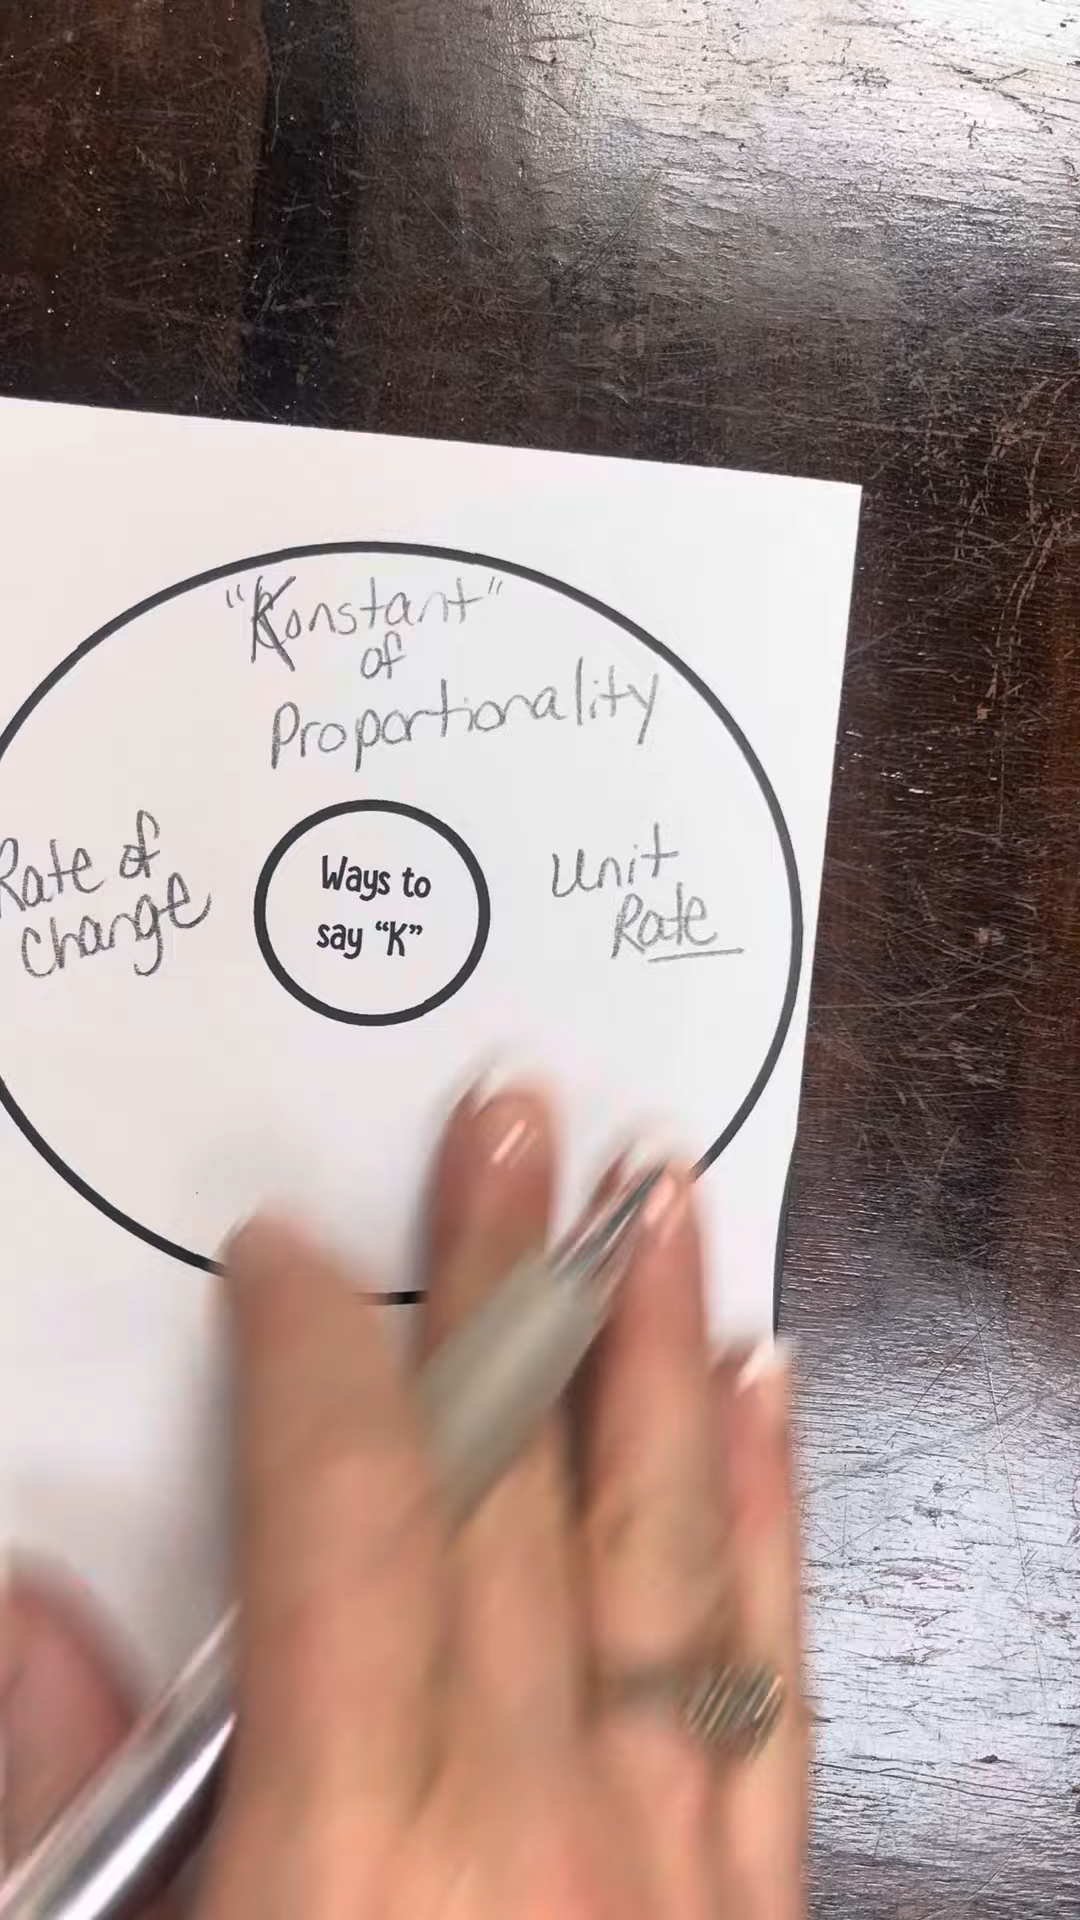 "Konstant"
of
Proportionality
Rate of
change
Ways to
say "K"
Unit
Rate